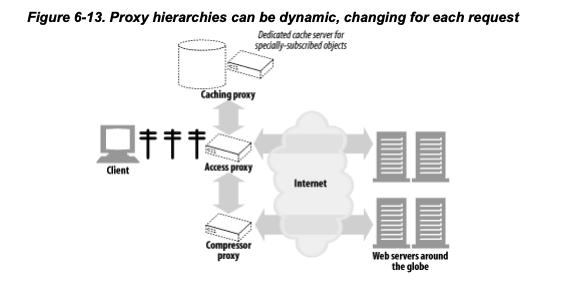 Figure 6-13. Proxy hierarchies can be dynamic, changing for each request
Dedicated cache server for
specially-subscribed objects
Caching proxy
Client
Access proxy
Internet
Compressor
proxy
Web servers around
the globe